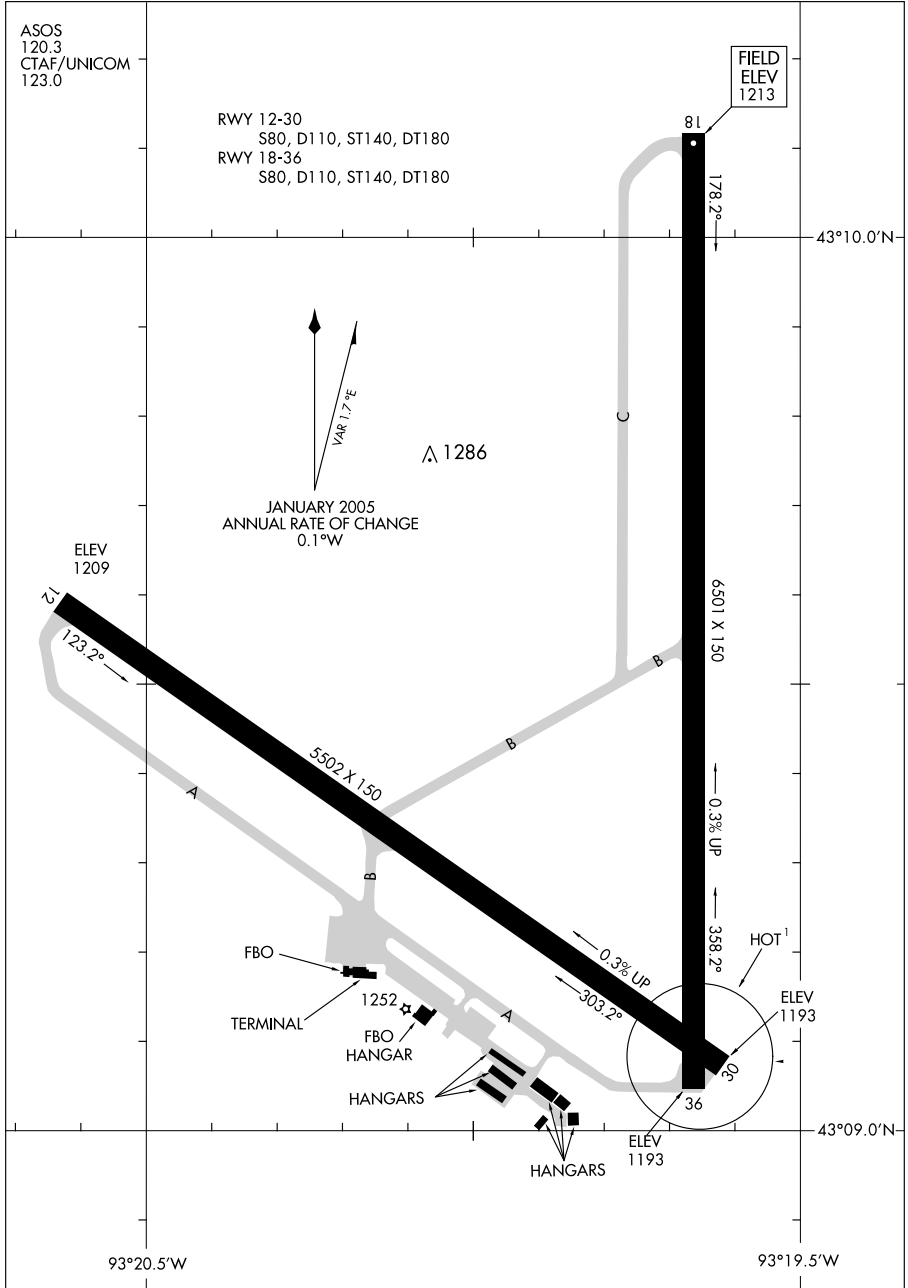 ASOS
120.3
CTAF/UNICOM
123.0
FIELD
ELEV
1213
RWY 12-30
S80, D110, ST140, DT180
RWY 18-36
S80, D110, ST140, DT180
18
178.2°
43°10.0'N
VAR 1.7°E
C
1286
JANUARY 2005
ANNUAL RATE OF CHANGE
0.1°W
ELEV
1209
12
123.2°
6501 X 150
B
B
5502 X 150
A
0.3% UP
B
358.2°
HOT 1
FBO
0.3% UP
303.2°
ELEV
1193
1252
TERMINAL
A
FBO
HANGAR
30
HANGARS
36
43°09.0'N
ELEV
1193
HANGARS
93°20.5'W
93°19.5'W